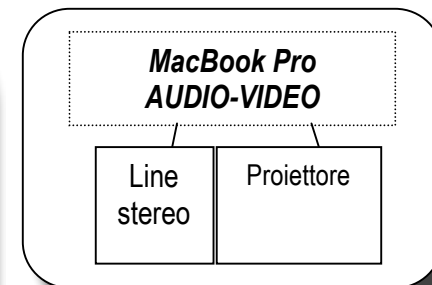 MacBook Pro
AUDIO-VIDEO
Line
stereo
Proiettore